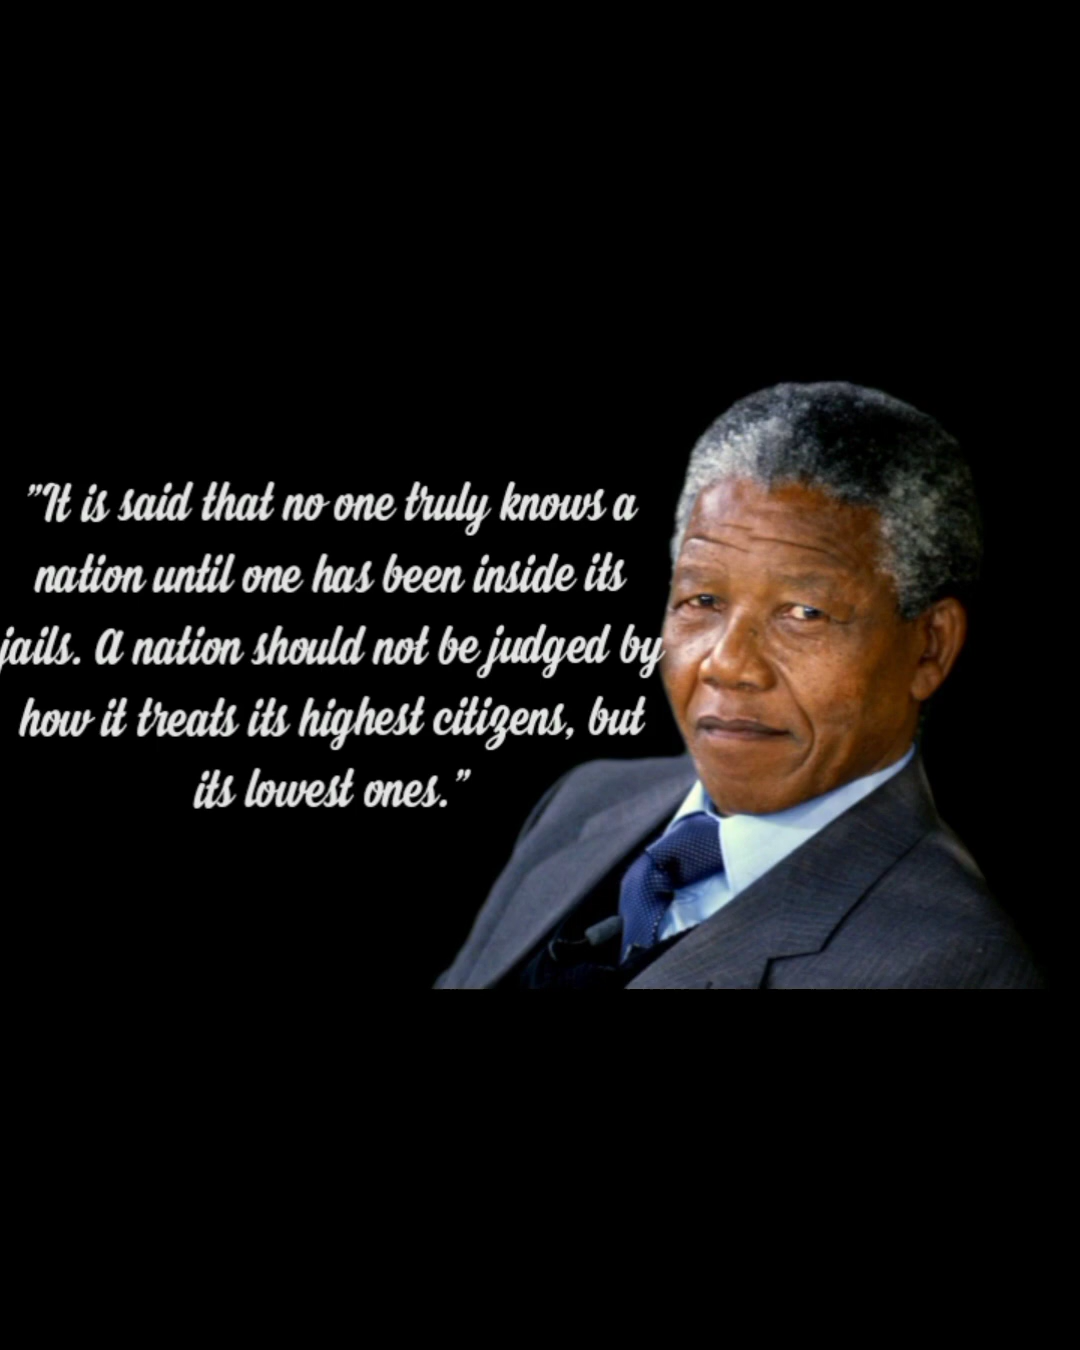 "It is said that no one truly knows a
nation until one has been inside its
jails. A nation should not be judged by
how it treats its highest citizens, but
its lowest ones."